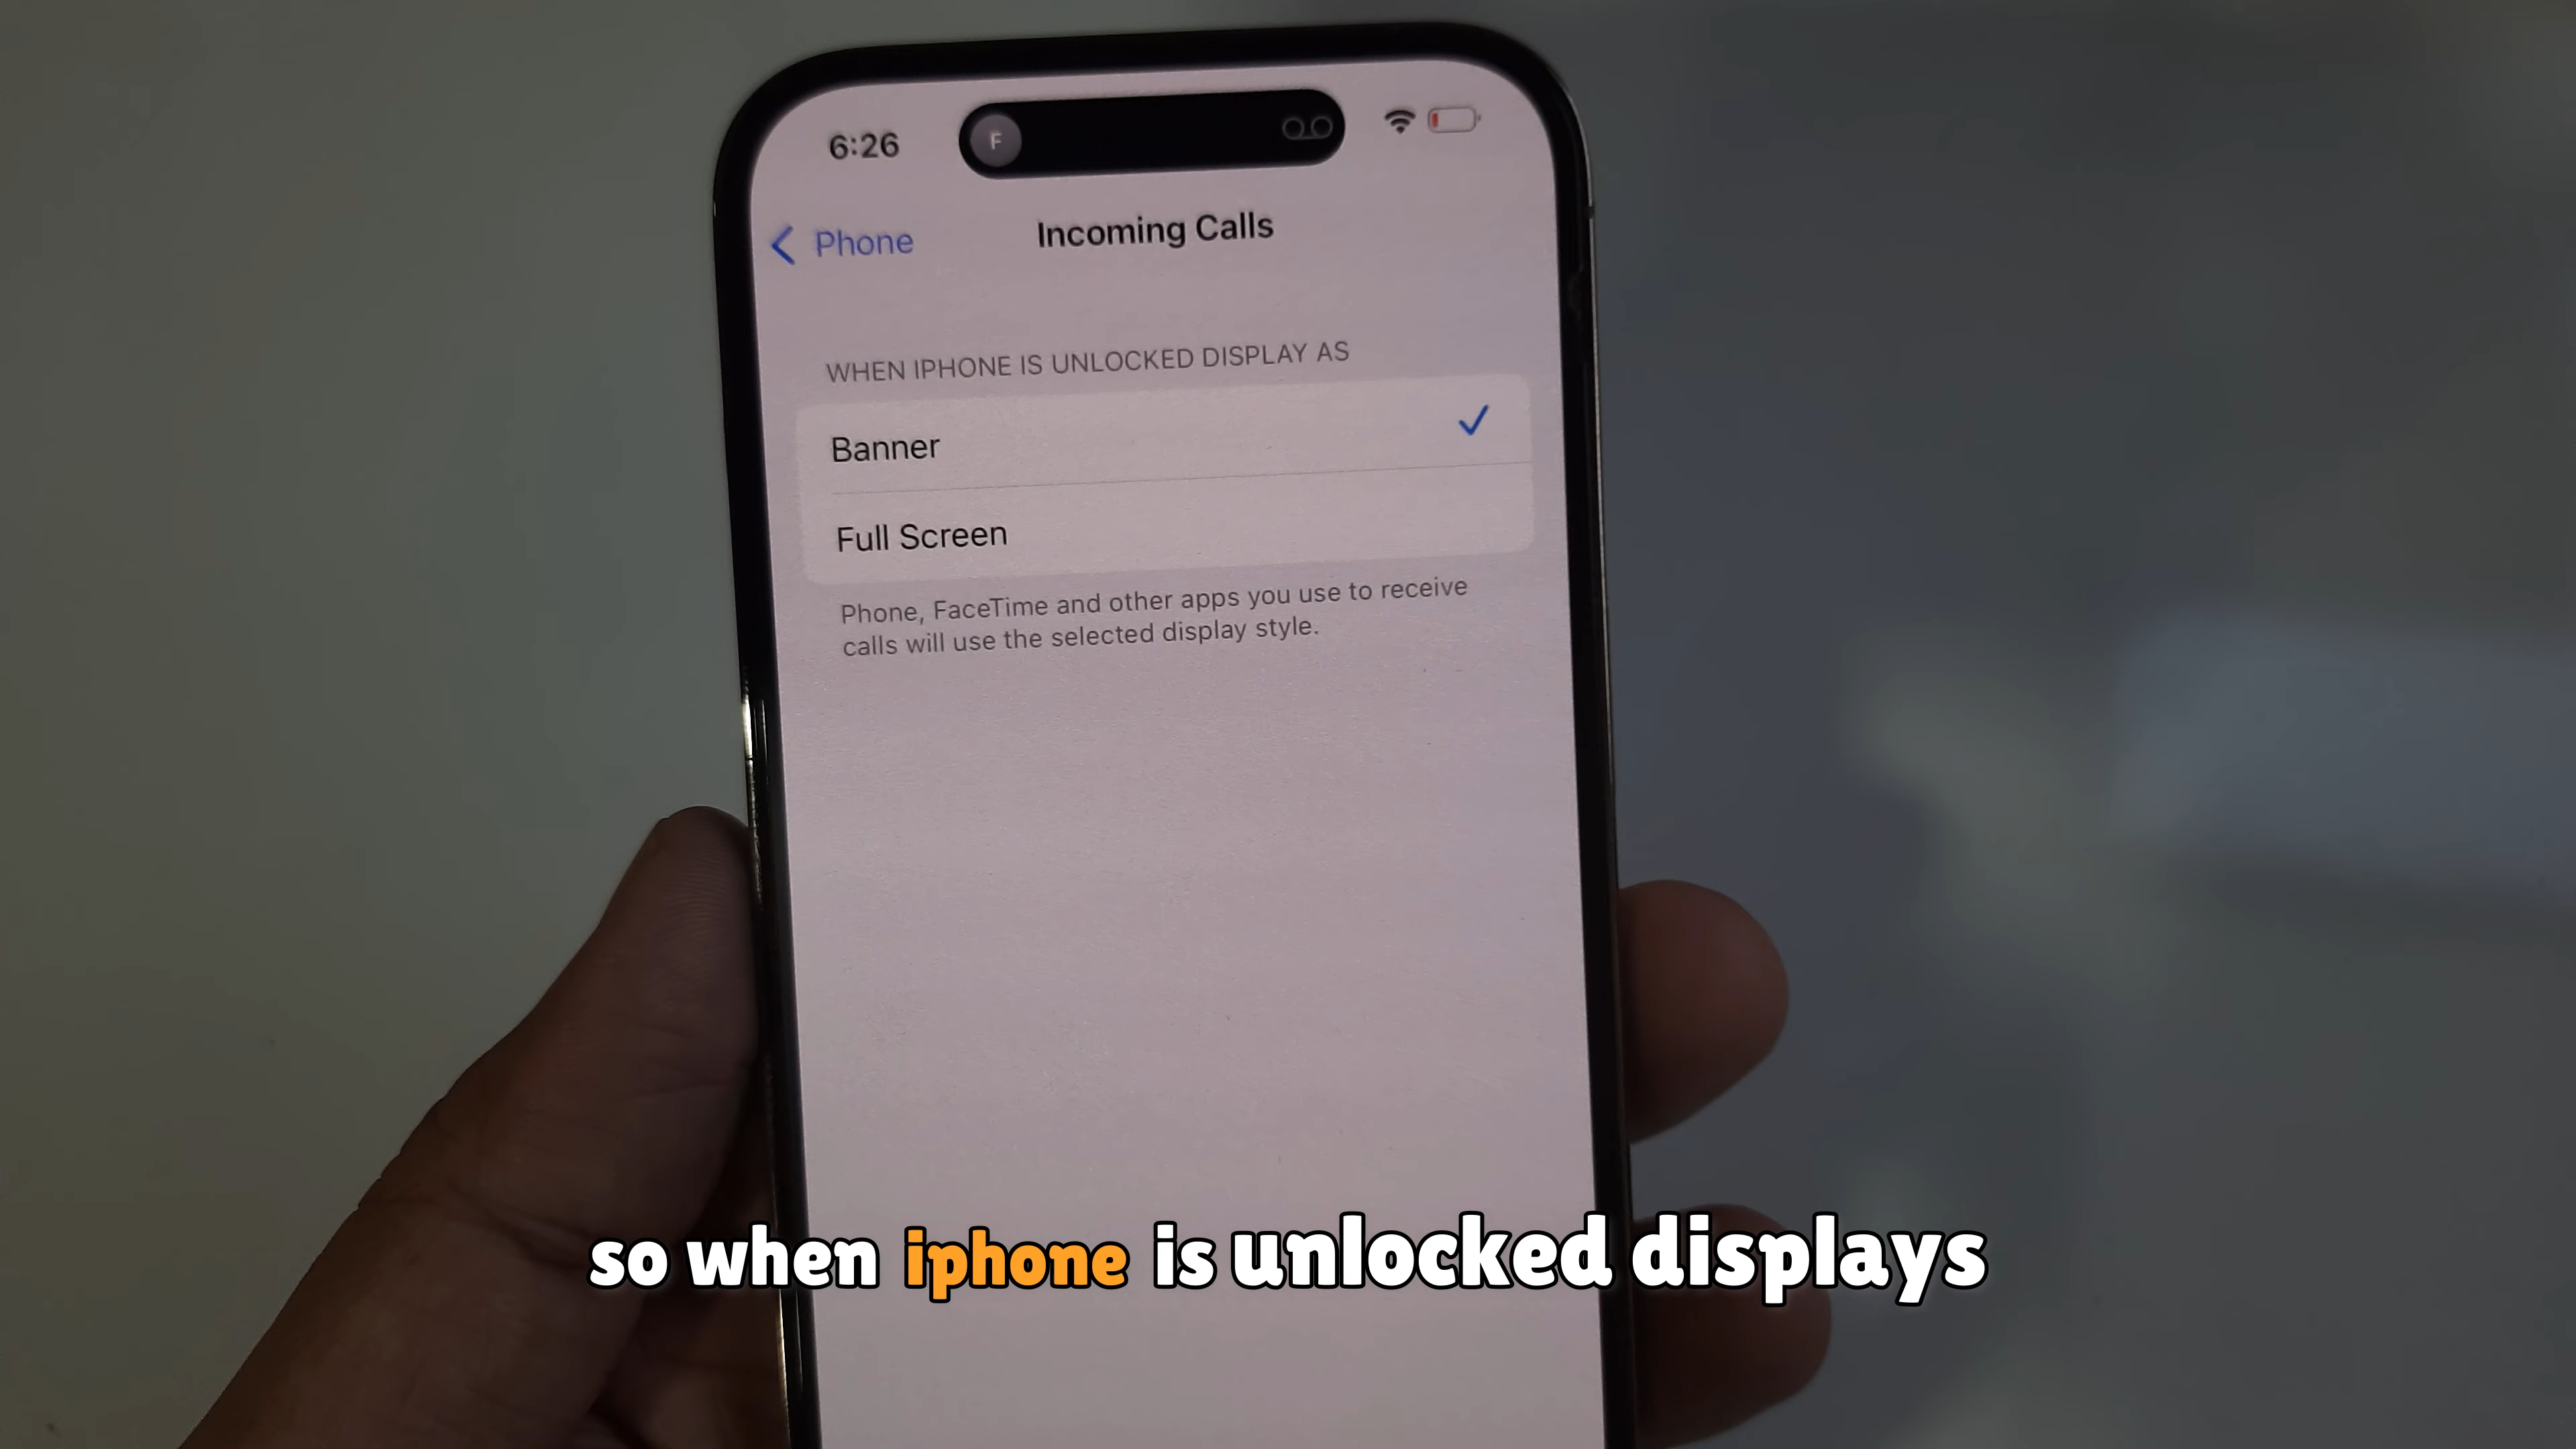 6:26
F
Phone
Incoming Calls
WHEN IPHONE IS UNLOCKED DISPLAY AS
Banner
Full Screen
Phone, FaceTime and other apps you use to receive
calls will use the selected display style.
so when iphone is unlocked displays